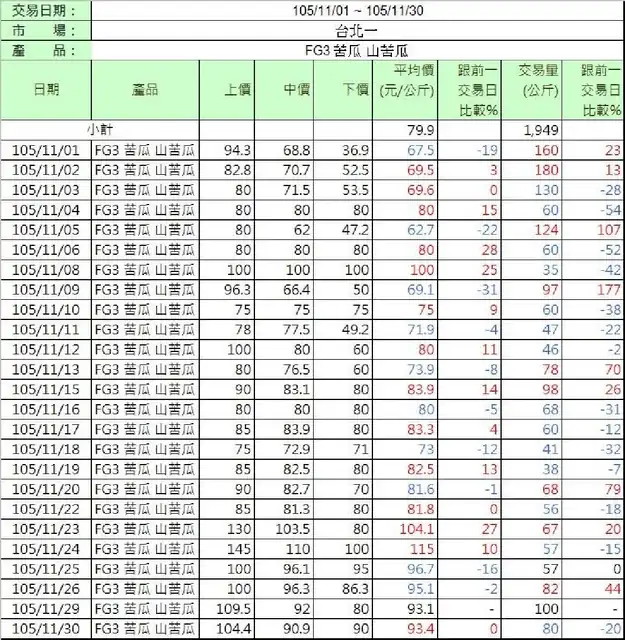 交易日期： 105/11/01 ~ 105/11/30
市 場： 台北一
產 品： FG3 苦瓜 山苦瓜
日期 產品 上價 中價 下價 平均價(元/公斤) 跟前一交易日比較% 交易量(公斤) 跟前一交易日比較%
小計 79.9 1,949
105/11/01 FG3 苦瓜 山苦瓜 94.3 68.8 36.9 67.5 -19 160 23
105/11/02 FG3 苦瓜 山苦瓜 82.8 70.7 52.5 69.5 3 180 13
105/11/03 FG3 苦瓜 山苦瓜 80 71.5 53.5 69.6 0 130 -28
105/11/04 FG3 苦瓜 山苦瓜 80 80 80 80 15 60 -54
105/11/05 FG3 苦瓜 山苦瓜 80 62 47.2 62.7 -22 124 107
105/11/06 FG3 苦瓜 山苦瓜 80 80 80 80 28 60 -52
105/11/08 FG3 苦瓜 山苦瓜 100 100 100 100 25 35 -42
105/11/09 FG3 苦瓜 山苦瓜 96.3 66.4 50 69.1 -31 97 177
105/11/10 FG3 苦瓜 山苦瓜 75 75 75 75 9 60 -38
105/11/11 FG3 苦瓜 山苦瓜 78 77.5 49.2 71.9 -4 47 -22
105/11/12 FG3 苦瓜 山苦瓜 100 80 60 80 11 46 -2
105/11/13 FG3 苦瓜 山苦瓜 80 76.5 60 73.9 -8 78 70
105/11/15 FG3 苦瓜 山苦瓜 90 83.1 80 83.9 14 98 26
105/11/16 FG3 苦瓜 山苦瓜 80 80 80 80 -5 68 -31
105/11/17 FG3 苦瓜 山苦瓜 85 83.9 80 83.3 4 60 -12
105/11/18 FG3 苦瓜 山苦瓜 75 72.9 71 73 -12 41 -32
105/11/19 FG3 苦瓜 山苦瓜 85 82.5 80 82.5 13 38 -7
105/11/20 FG3 苦瓜 山苦瓜 90 82.7 70 81.6 -1 68 79
105/11/22 FG3 苦瓜 山苦瓜 85 81.3 80 81.8 0 56 -18
105/11/23 FG3 苦瓜 山苦瓜 130 103.5 80 104.1 27 67 20
105/11/24 FG3 苦瓜 山苦瓜 145 110 100 115 10 57 -15
105/11/25 FG3 苦瓜 山苦瓜 100 96.1 95 96.7 -16 57 0
105/11/26 FG3 苦瓜 山苦瓜 100 96.3 86.3 95.1 -2 82 44
105/11/29 FG3 苦瓜 山苦瓜 109.5 92 80 93.1 - 100 -
105/11/30 FG3 苦瓜 山苦瓜 104.4 90.9 90 93.4 0 80 -20